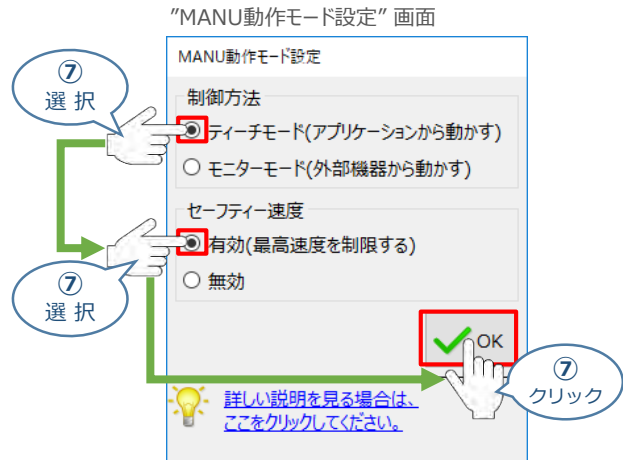 ”MANU動作モード設定” 画面
MANU動作モード設定
⑦
選 択
制御方法
ティーチモード(アプリケーションから動かす)
モニターモード(外部機器から動かす)
セーフティー速度
有効(最高速度を制限する)
⑦
選 択
無効
OK
⑦
クリック
詳しい説明を見る場合は、
ここをクリックしてください。